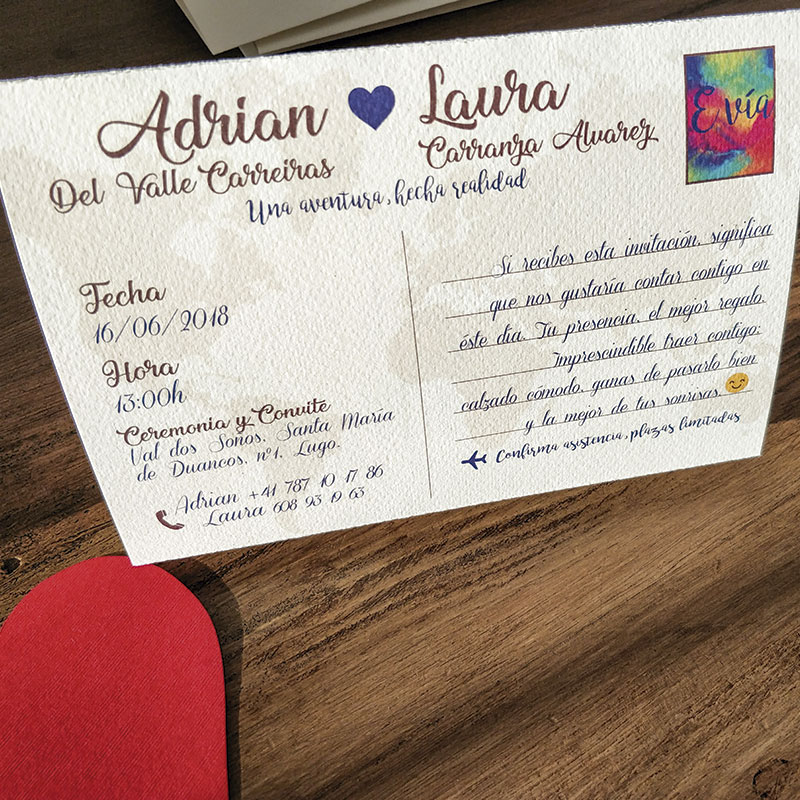 Adrian Laura
Del Valle Carreiras Carranza Alvarez
Una aventura, hecha realidad
Evía
Fecha
16/06/2018
Hora
13:00h
Ceremonia y Convite
Val dos Soños. Santa María
de Duancos. nº1. Lugo.
Adrian +41 787 10 17 86
Laura 608 93 19 63
Si recibes esta invitación, significa
que nos gustaría contar contigo en
éste día. Tu presencia, el mejor regalo.
Imprescindible traer contigo:
calzado cómodo, ganas de pasarlo bien
y la mejor de tus sonrisas. 😊
Confirma asistencia, plazas limitadas